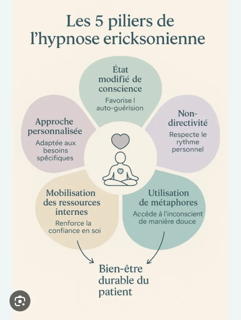 Les 5 piliers de
l'hypnose ericksonienne
État
modifié de
conscience
Favorise l
auto-guérision
Approche
personnalisée
Adaptée aux
besoins
spécifiques
Non-
directivité
Respecte le
rythme
personnel
Mobilisation
des ressources
internes
Renforce la
confiance en soi
Utilisation
de métaphores
Accède à l'inconscient
de manière douce
Bien-être
durable du
patient